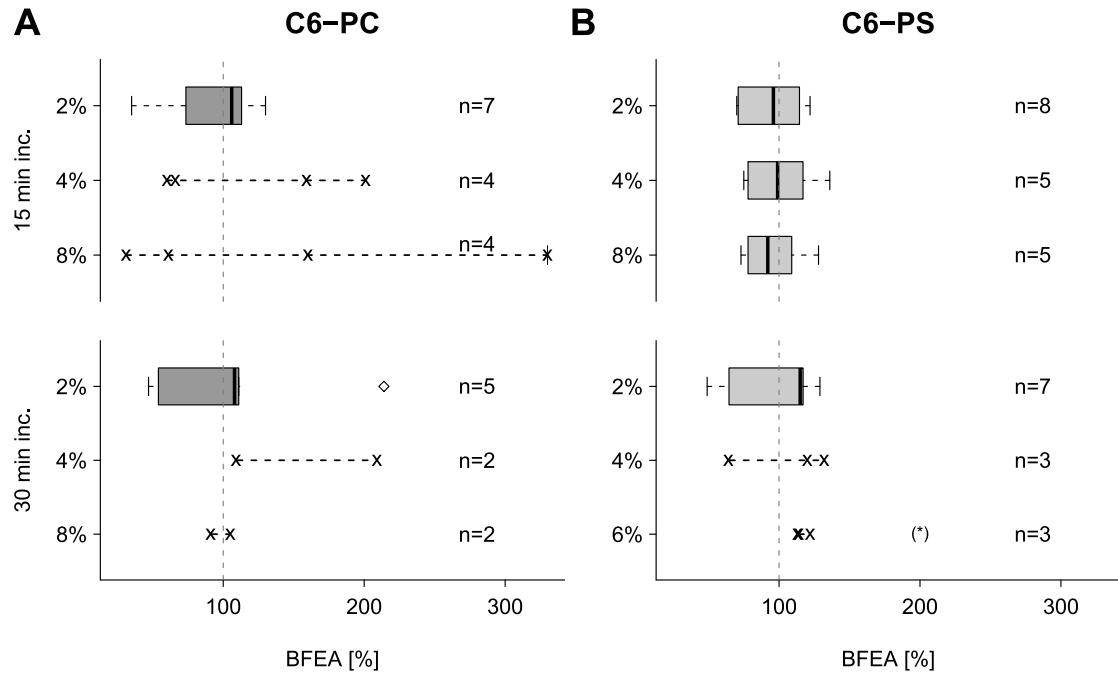 A C6−PC
15 min inc.
2% n=7
4% n=4
8% n=4
30 min inc.
2% n=5
4% n=2
8% n=2
100 200 300
BFEA [%]
B C6−PS
2% n=8
4% n=5
8% n=5
2% n=7
4% n=3
6% (*) n=3
100 200 300
BFEA [%]